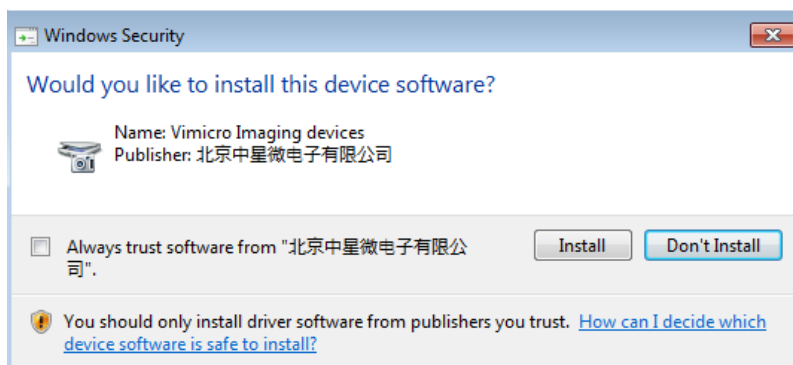 Windows Security
Would you like to install this device software?
Name: Vimicro Imaging devices
Publisher: 北京中星微电子有限公司
Always trust software from "北京中星微电子有限公
司".
Install
Don't Install
You should only install driver software from publishers you trust. How can I decide which
device software is safe to install?